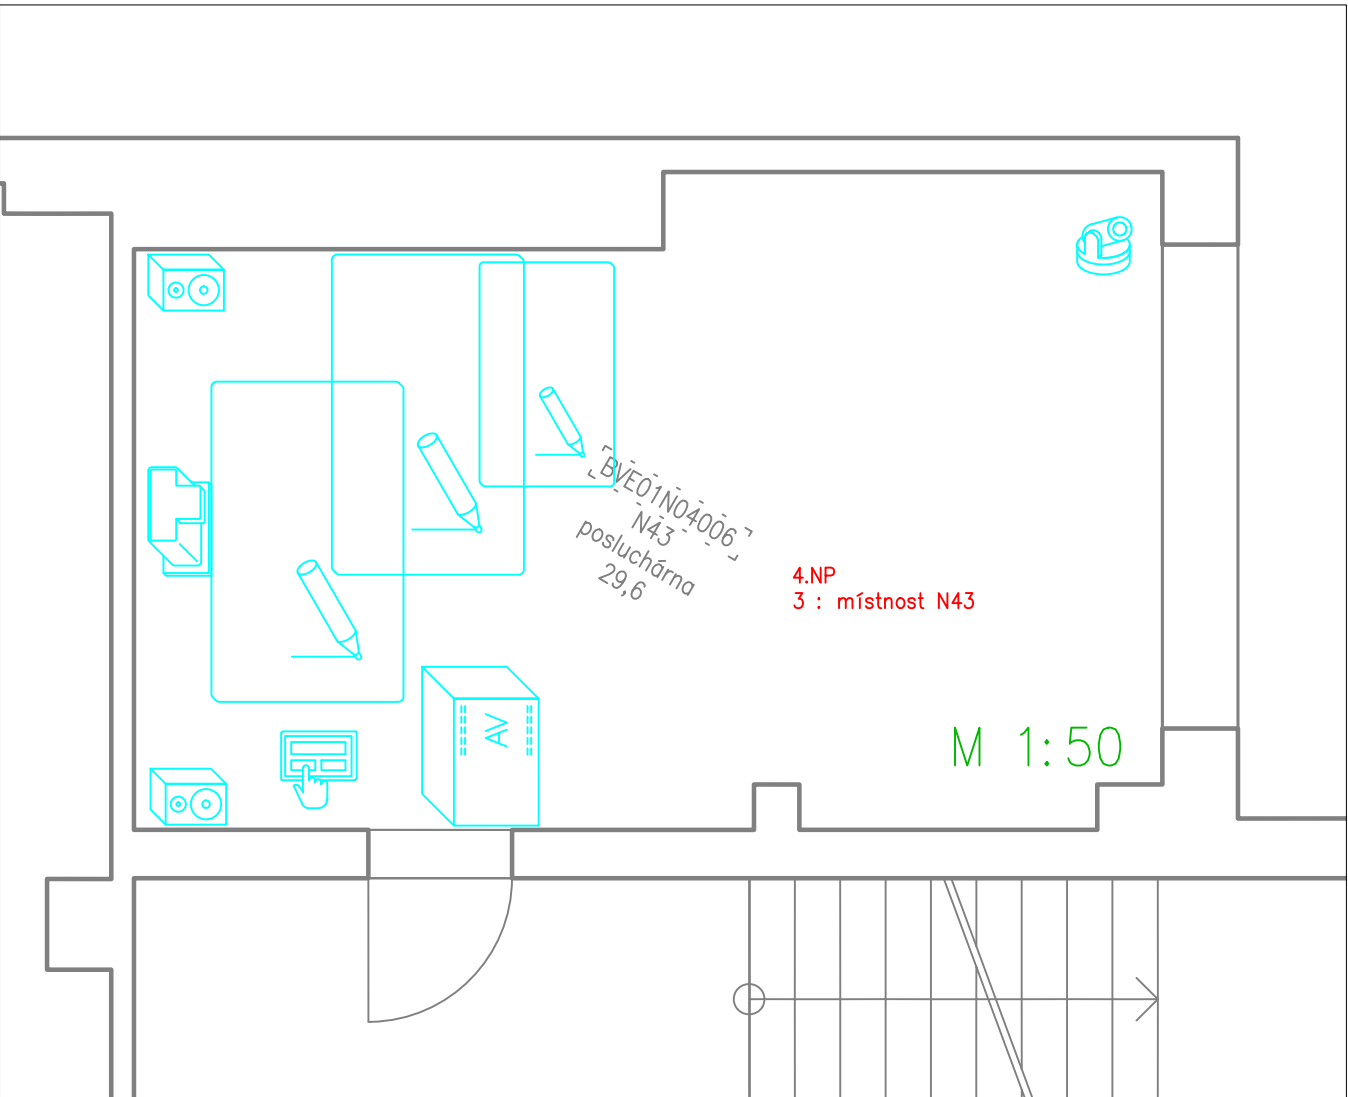 BVE01N04006
N43
posluchárna
29,6
4.NP
3 : místnost N43
AV
M 1:50